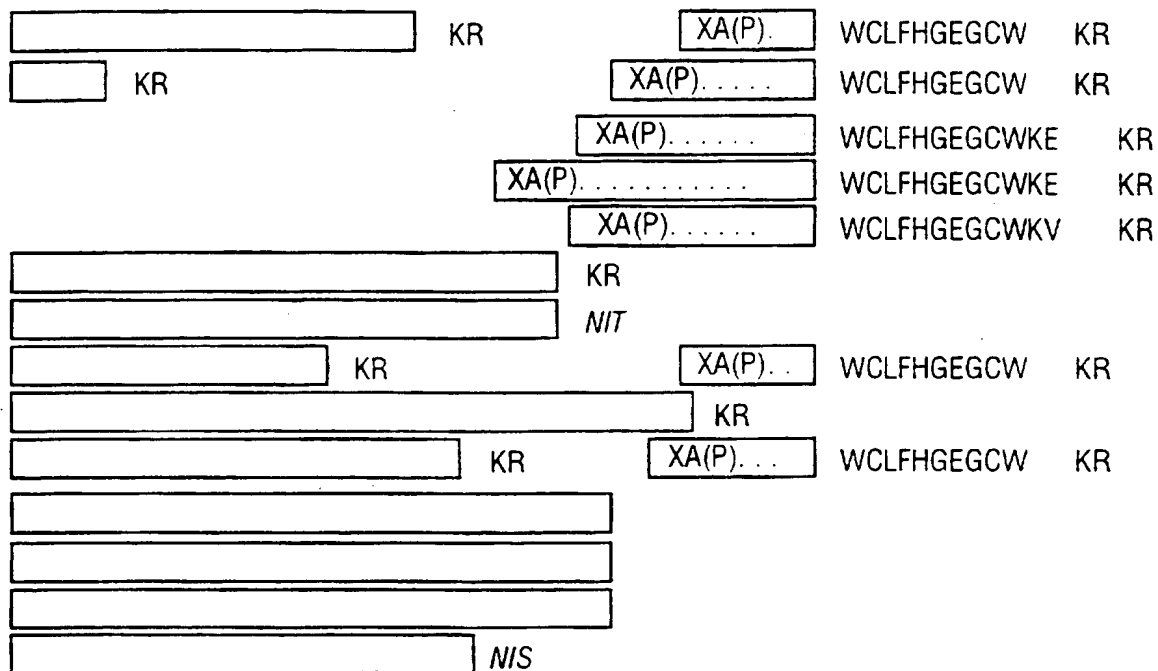 KR XA(P). WCLFHGEGCW KR
KR XA(P). . . . . WCLFHGEGCW KR
XA(P). . . . . . WCLFHGEGCWKE KR
XA(P). . . . . . . . . . . WCLFHGEGCWKE KR
XA(P). . . . . . WCLFHGEGCWKV KR
KR
NIT
KR XA(P). . WCLFHGEGCW KR
KR
KR XA(P). . . WCLFHGEGCW KR
NIS